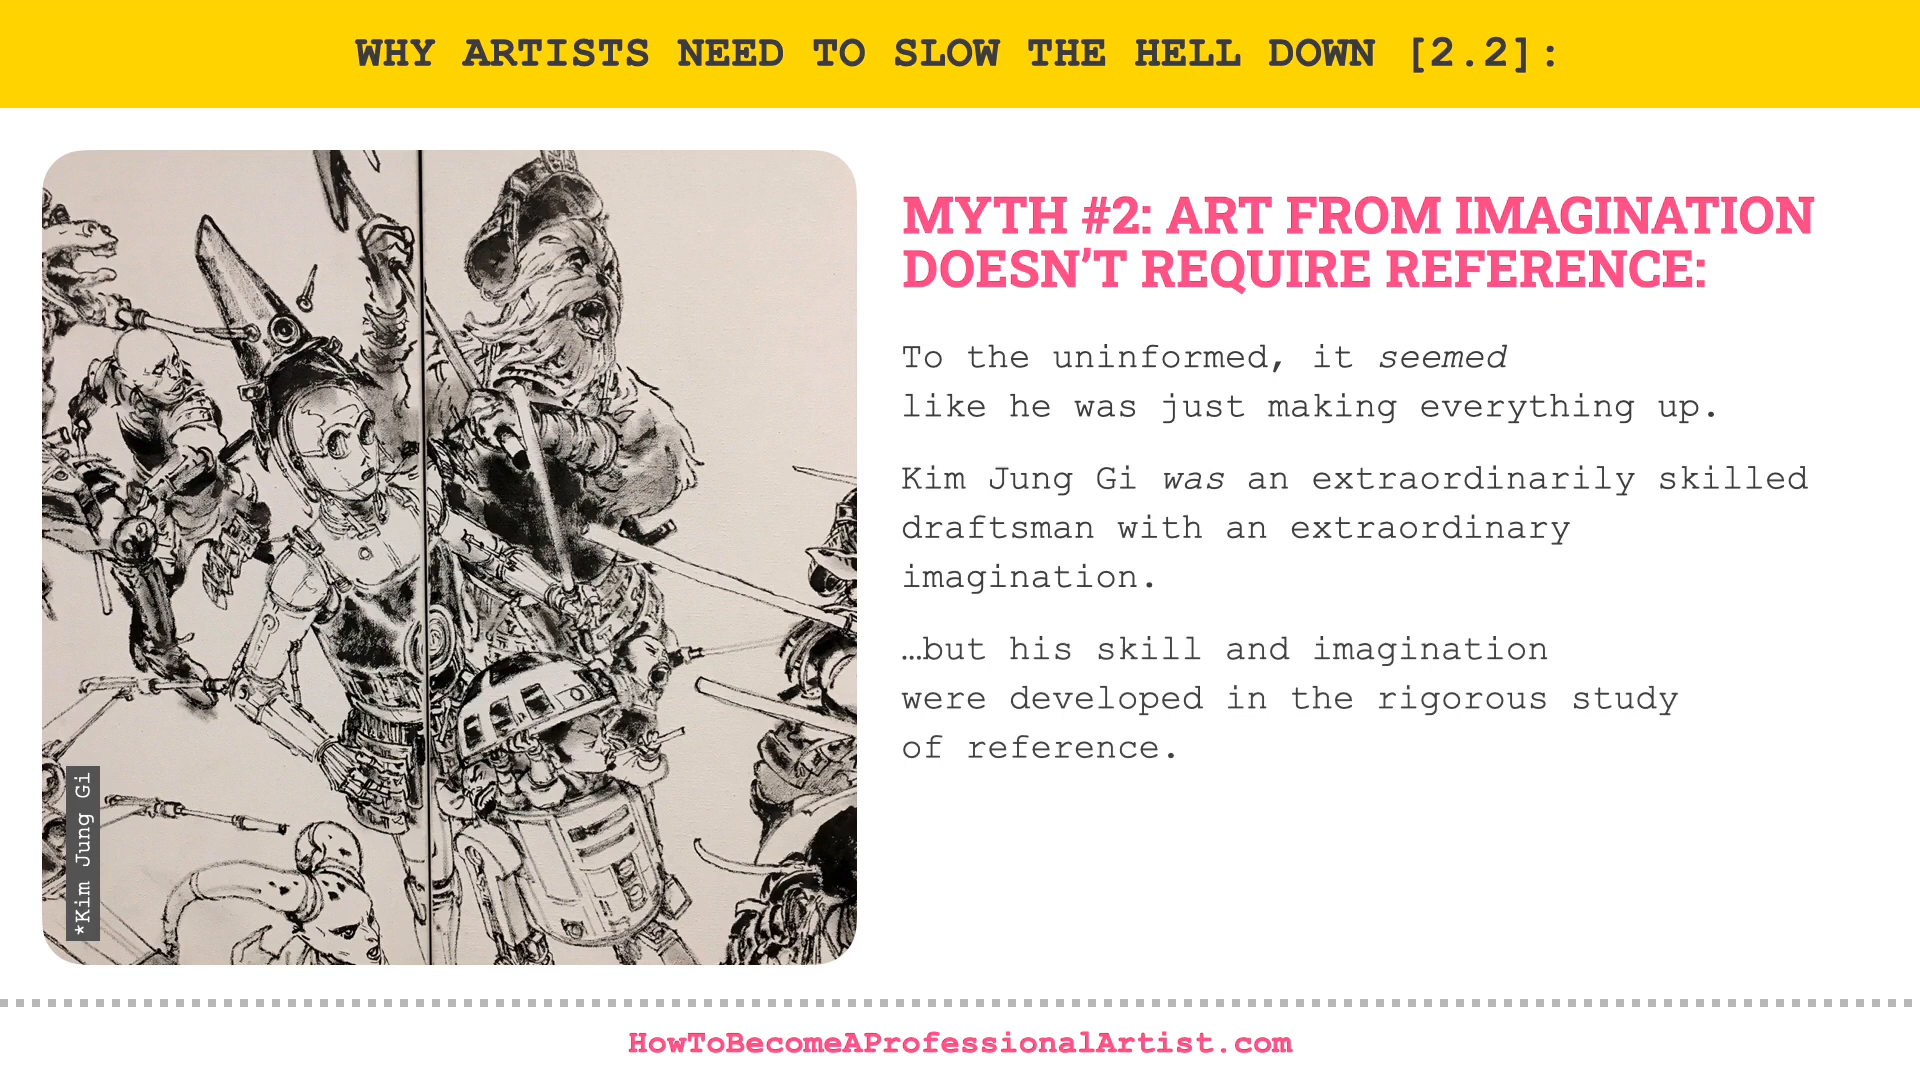 WHY ARTISTS NEED TO SLOW THE HELL DOWN [2.2]:
MYTH #2: ART FROM IMAGINATION
DOESN’T REQUIRE REFERENCE:
To the uninformed, it seemed
like he was just making everything up.
Kim Jung Gi was an extraordinarily skilled
draftsman with an extraordinary
imagination.
…but his skill and imagination
were developed in the rigorous study
of reference.
*Kim Jung Gi
HowToBecomeAProfessionalArtist.com